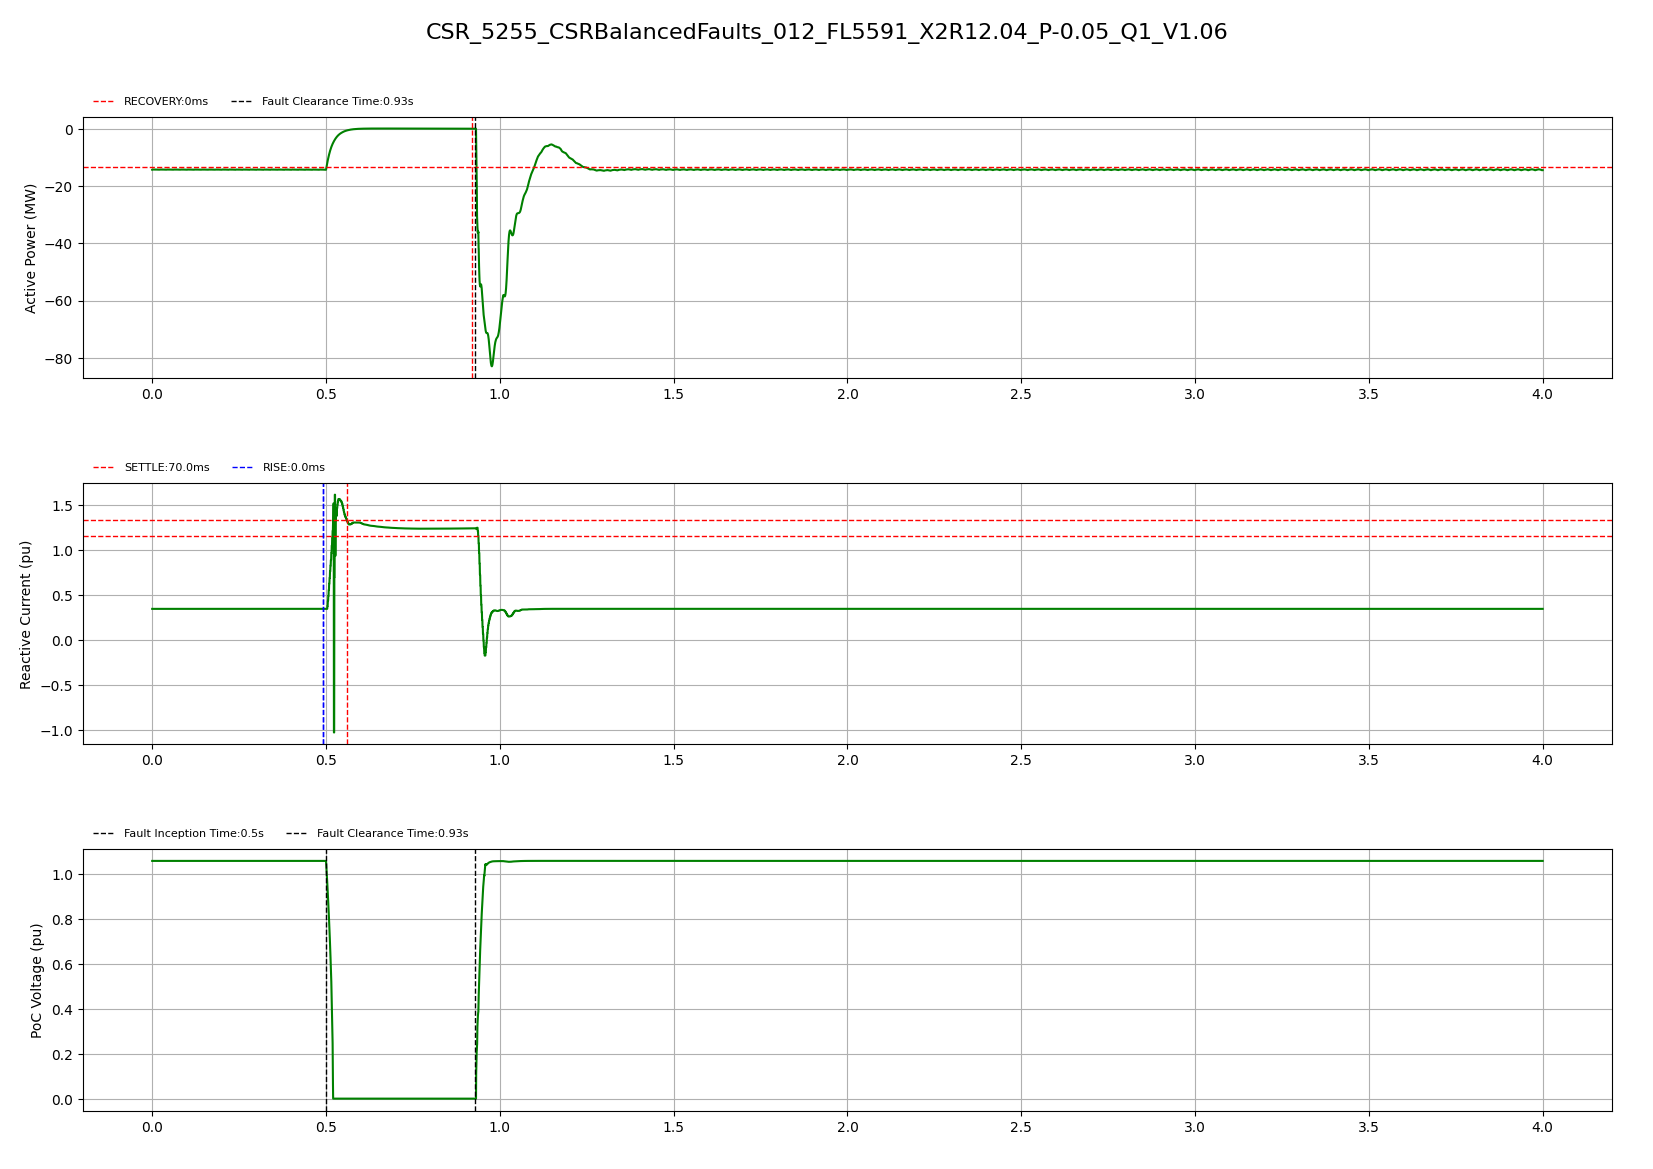 CSR_5255_CSRBalancedFaults_012_FL5591_X2R12.04_P-0.05_Q1_V1.06
RECOVERY:0ms Fault Clearance Time:0.93s
Active Power (MW)
0
−20
−40
−60
−80
0.0 0.5 1.0 1.5 2.0 2.5 3.0 3.5 4.0
SETTLE:70.0ms RISE:0.0ms
Reactive Current (pu)
1.5
1.0
0.5
0.0
−0.5
−1.0
0.0 0.5 1.0 1.5 2.0 2.5 3.0 3.5 4.0
Fault Inception Time:0.5s Fault Clearance Time:0.93s
PoC Voltage (pu)
1.0
0.8
0.6
0.4
0.2
0.0
0.0 0.5 1.0 1.5 2.0 2.5 3.0 3.5 4.0